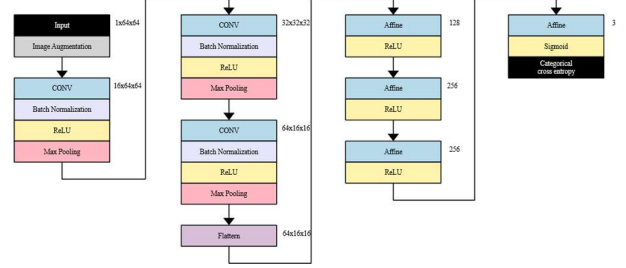 Input
1x64x64
Image Augmentation
CONV
16x64x64
Batch Normalization
ReLU
Max Pooling
CONV
32x32x32
Batch Normalization
ReLU
Max Pooling
CONV
64x16x16
Batch Normalization
ReLU
Max Pooling
Flattern
64x16x16
Affine
128
ReLU
Affine
256
ReLU
Affine
256
ReLU
Affine
3
Sigmoid
Categorical
cross entropy